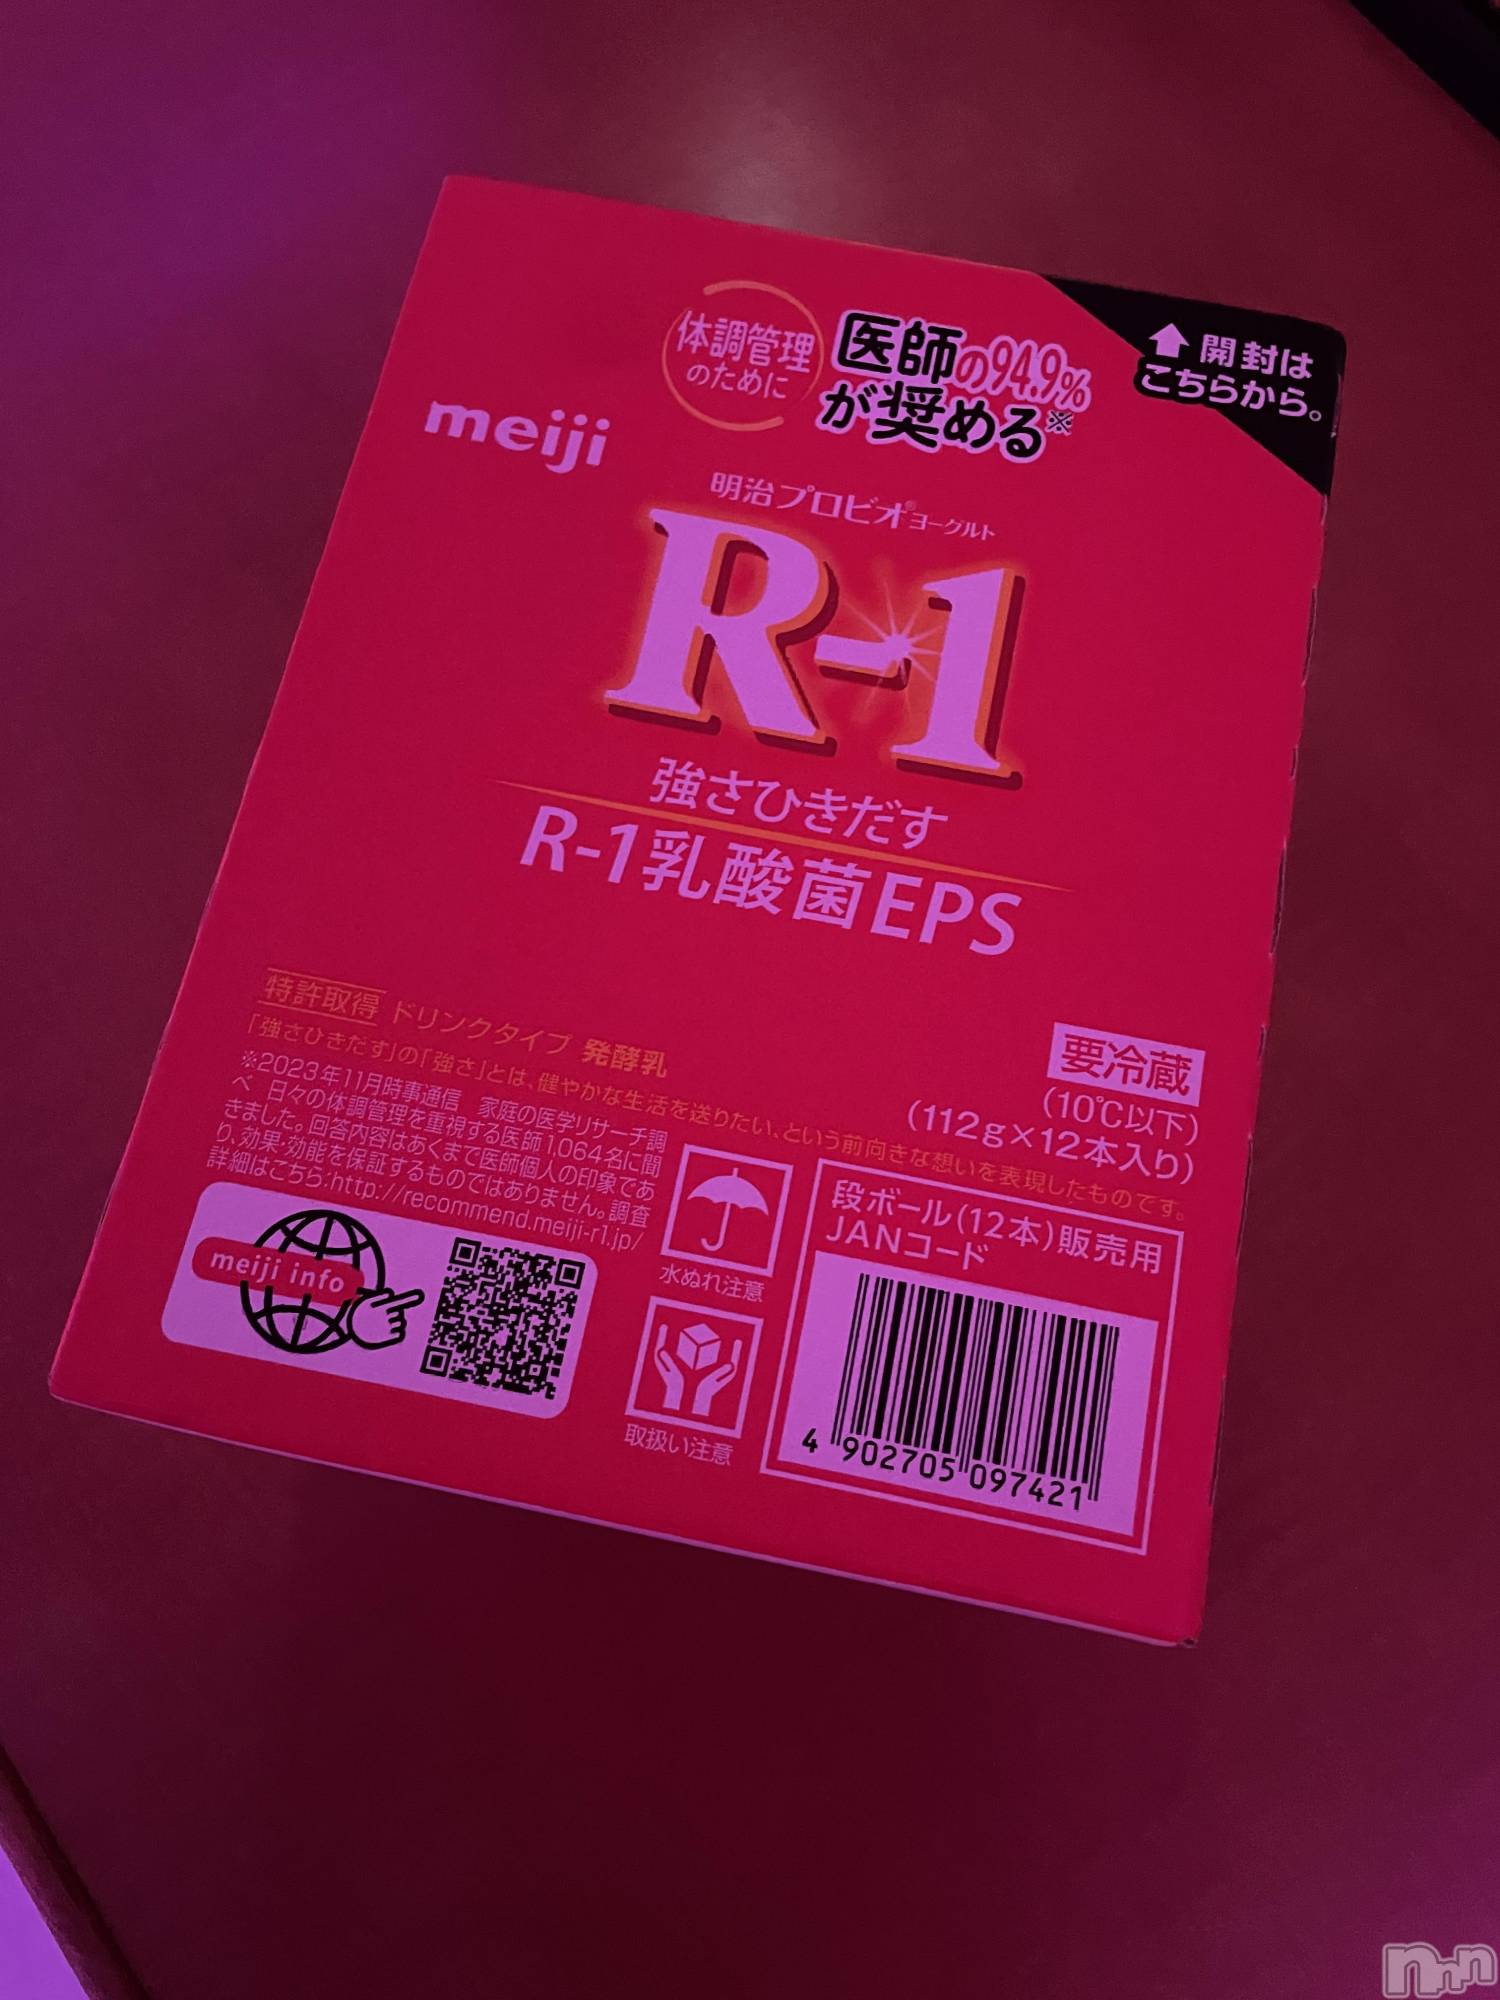 体調管理
のために
医師の94.9%
が奨める※
開封は
こちらから。
meiji
明治プロビオ®ヨーグルト
R-1
強さひきだす
R-1乳酸菌EPS
特許取得 ドリンクタイプ 発酵乳
「強さひきだす」の「強さ」とは、健やかな生活を送りたい、という前向きな想いを表現したものです。
※2023年11月時事通信 家庭の医学リサーチ調
べ 日々の体調管理を重視する医師1,064名に聞
きました。回答内容はあくまで医師個人の印象であ
り、効果・効能を保証するものではありません。調査
詳細はこちら:http://recommend.meiji-r1.jp/
要冷蔵
(10℃以下)
(112g×12本入り)
meiji info
水ぬれ注意
取扱い注意
段ボール(12本)販売用
JANコード
4 902705 097421
nnn